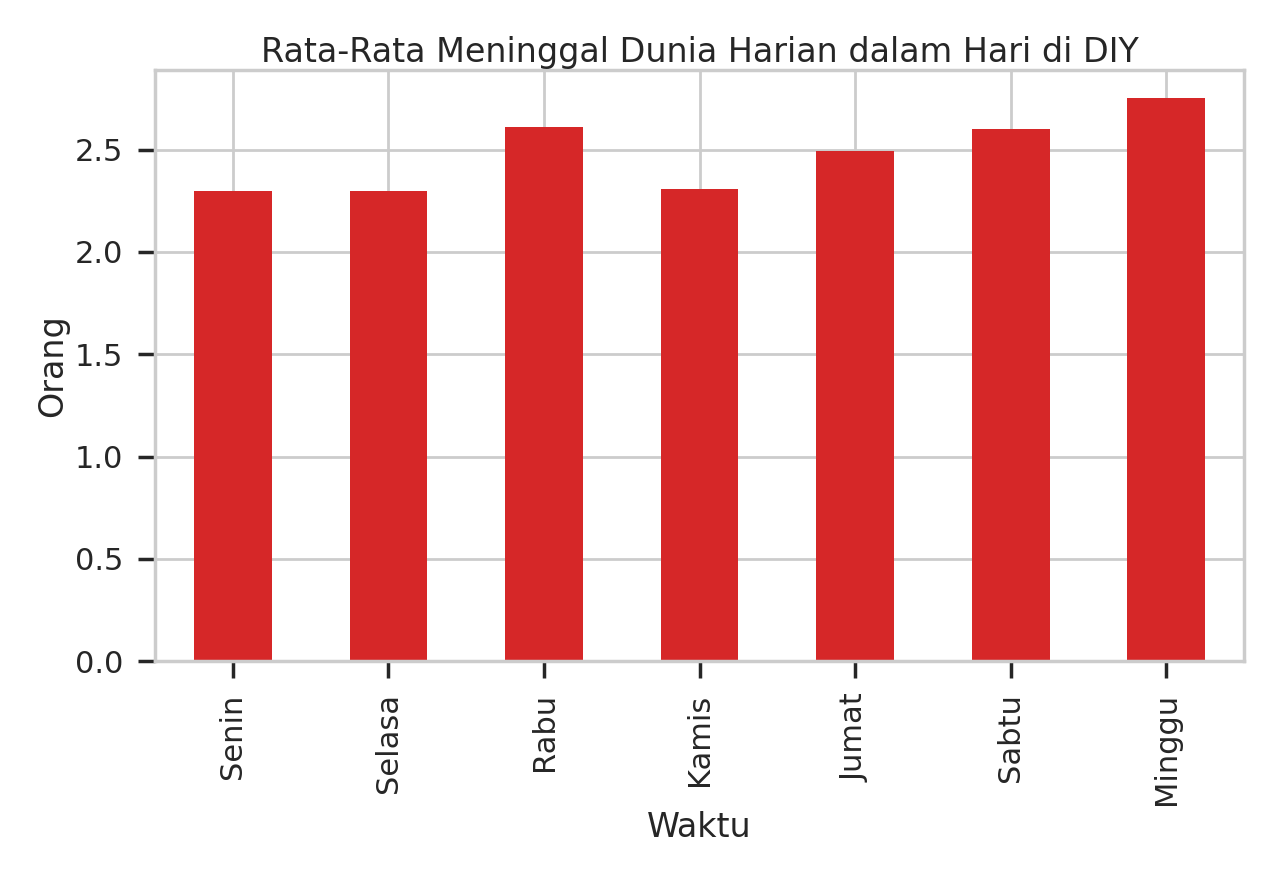 Rata-Rata Meninggal Dunia Harian dalam Hari di DIY
Orang
2.5
2.0
1.5
1.0
0.5
0.0
Senin
Selasa
Rabu
Kamis
Jumat
Sabtu
Minggu
Waktu